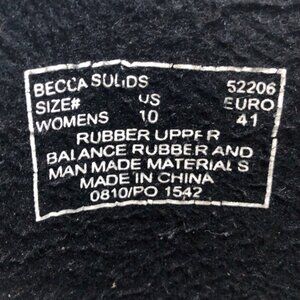 BECCA SOLIDS 52206
SIZE# US EURO
WOMENS 10 41
RUBBER UPPER
BALANCE RUBBER AND
MAN MADE MATERIALS
MADE IN CHINA
0810/PO 1542